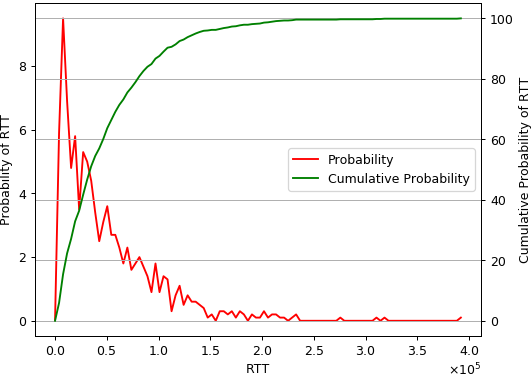 100
8
80
6
60
4
40
2
20
0
0
Probability of RTT
Cumulative Probability of RTT
Probability
Cumulative Probability
0.0 0.5 1.0 1.5 2.0 2.5 3.0 3.5 4.0
RTT
×10⁵